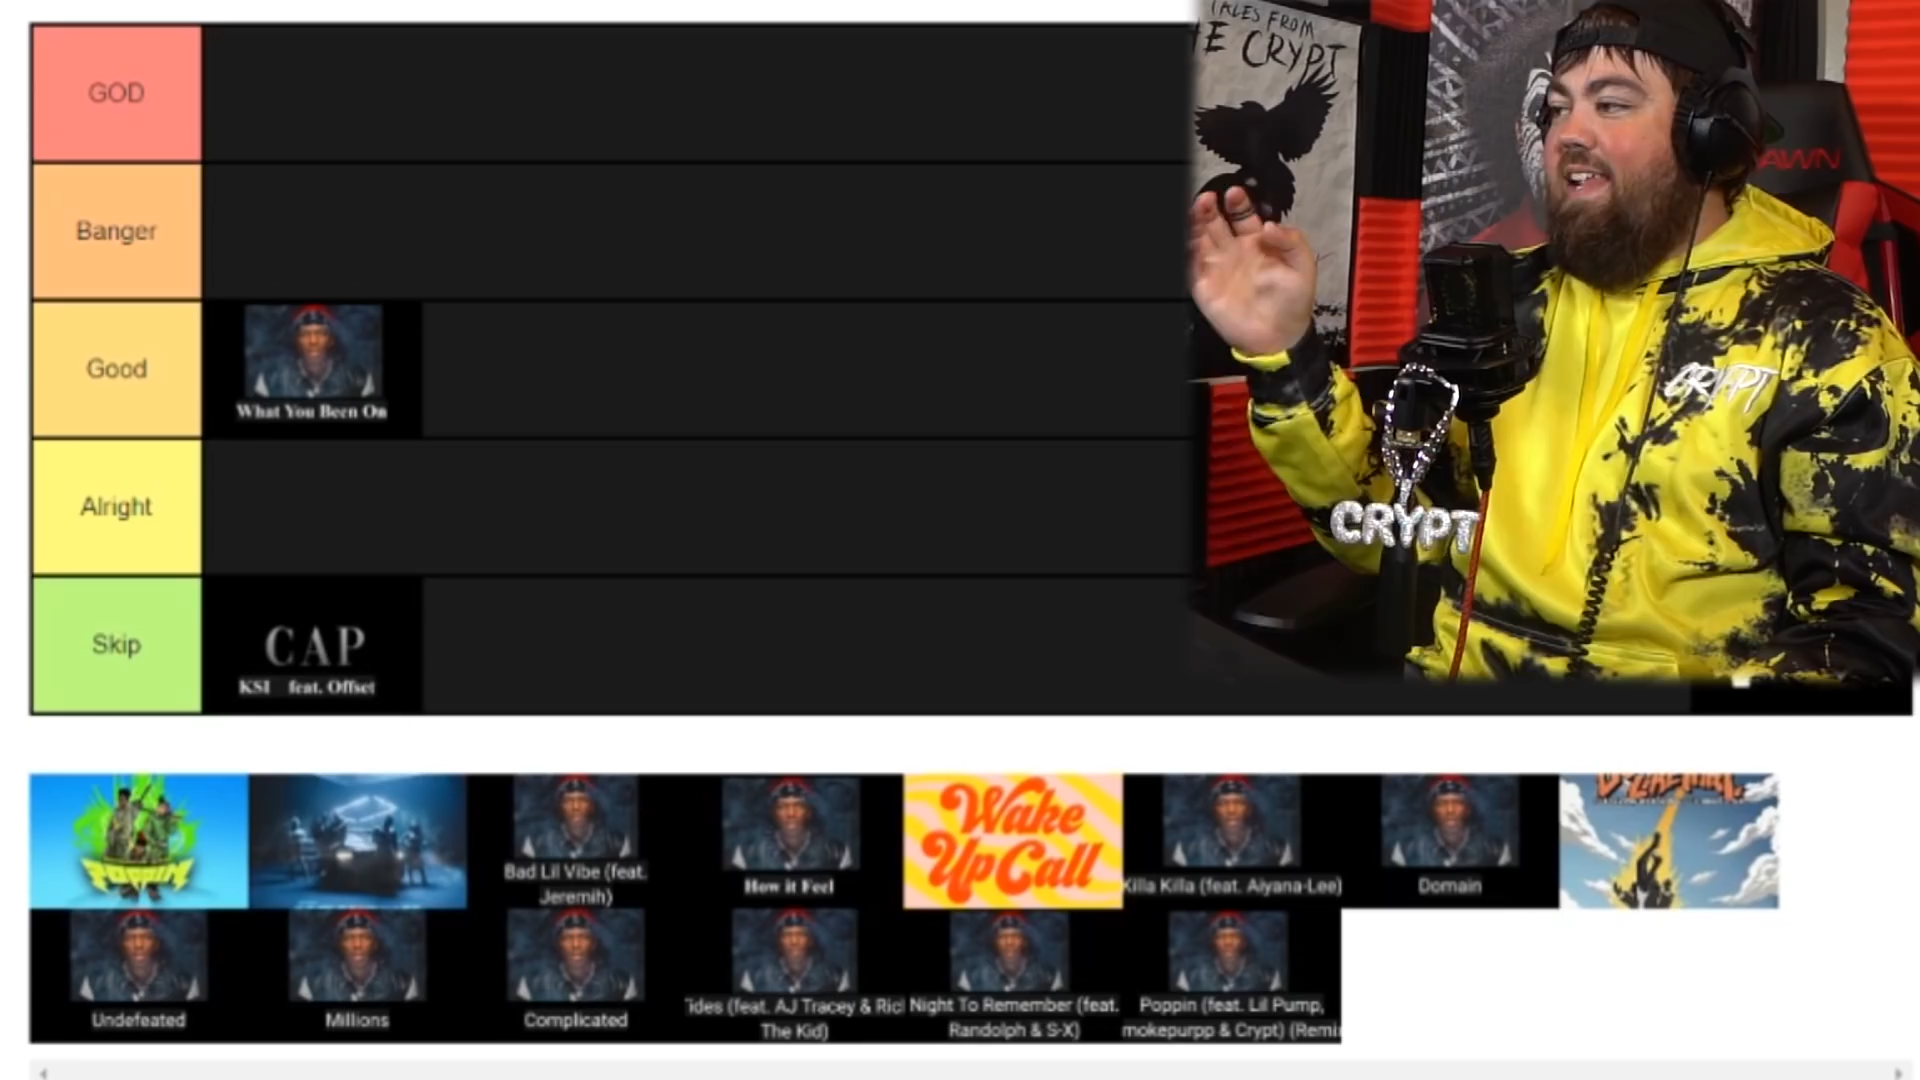 GOD
Banger
Good
What You Been On
Alright
Skip
CAP
KSI feat. Offset
TALES FROM
THE CRYPT
AWN
CRYPT
CRYPT
POPPIN
Bad Lil Vibe (feat.
Jeremih)
How it Feel
Wake
Up Call
Killa Killa (feat. Aiyana-Lee)
Domain
Undefeated
Millions
Complicated
ides (feat. AJ Tracey & Ric
The Kid)
Night To Remember (feat.
Randolph & S-X)
Poppin (feat. Lil Pump,
mokepurpp & Crypt) (Remi